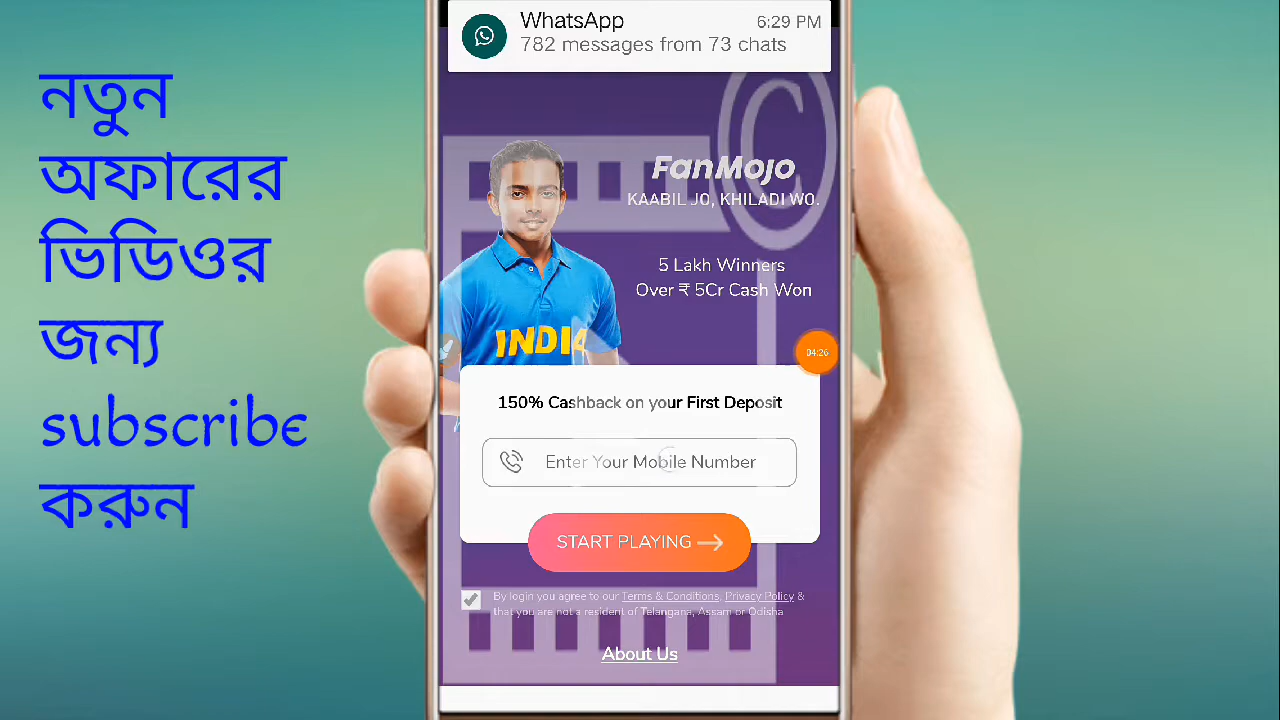 নতুন
অফারের
ভিডিওর
জন্য
subscribe
করুন
WhatsApp 6:29 PM
782 messages from 73 chats
FanMojo
KAABIL JO, KHILADI WO.
5 Lakh Winners
Over ₹ 5Cr Cash Won
INDIA
04:26
150% Cashback on your First Deposit
Enter Your Mobile Number
START PLAYING
By login you agree to our Terms & Conditions, Privacy Policy &
that you are not a resident of Telangana, Assam or Odisha
About Us